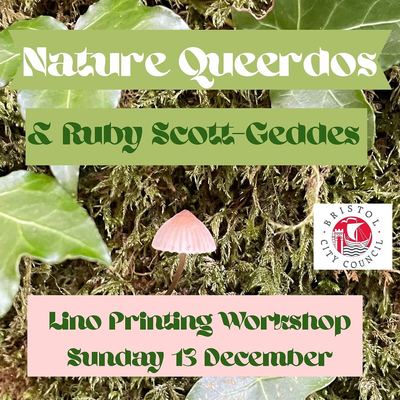 Nature Queerdos
& Ruby Scott-Geddes
BRISTOL
CITY COUNCIL
Lino Printing Workshop
Sunday 13 December